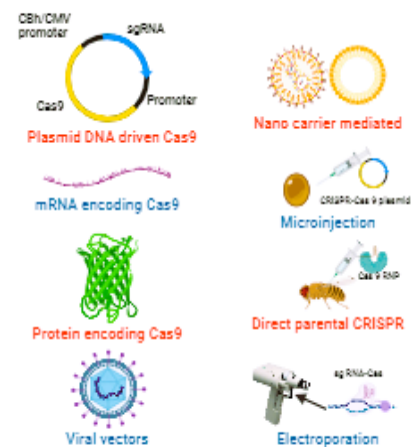 CBh/CMV
promoter
sgRNA
Cas9
Promoter
Plasmid DNA driven Cas9
mRNA encoding Cas9
Protein encoding Cas9
Viral vectors
Nano carrier mediated
CRISPR-Cas 9 plasmid
Microinjection
Cas 9 RNP
Direct parental CRISPR
sg RNA-Cas
Electroporation